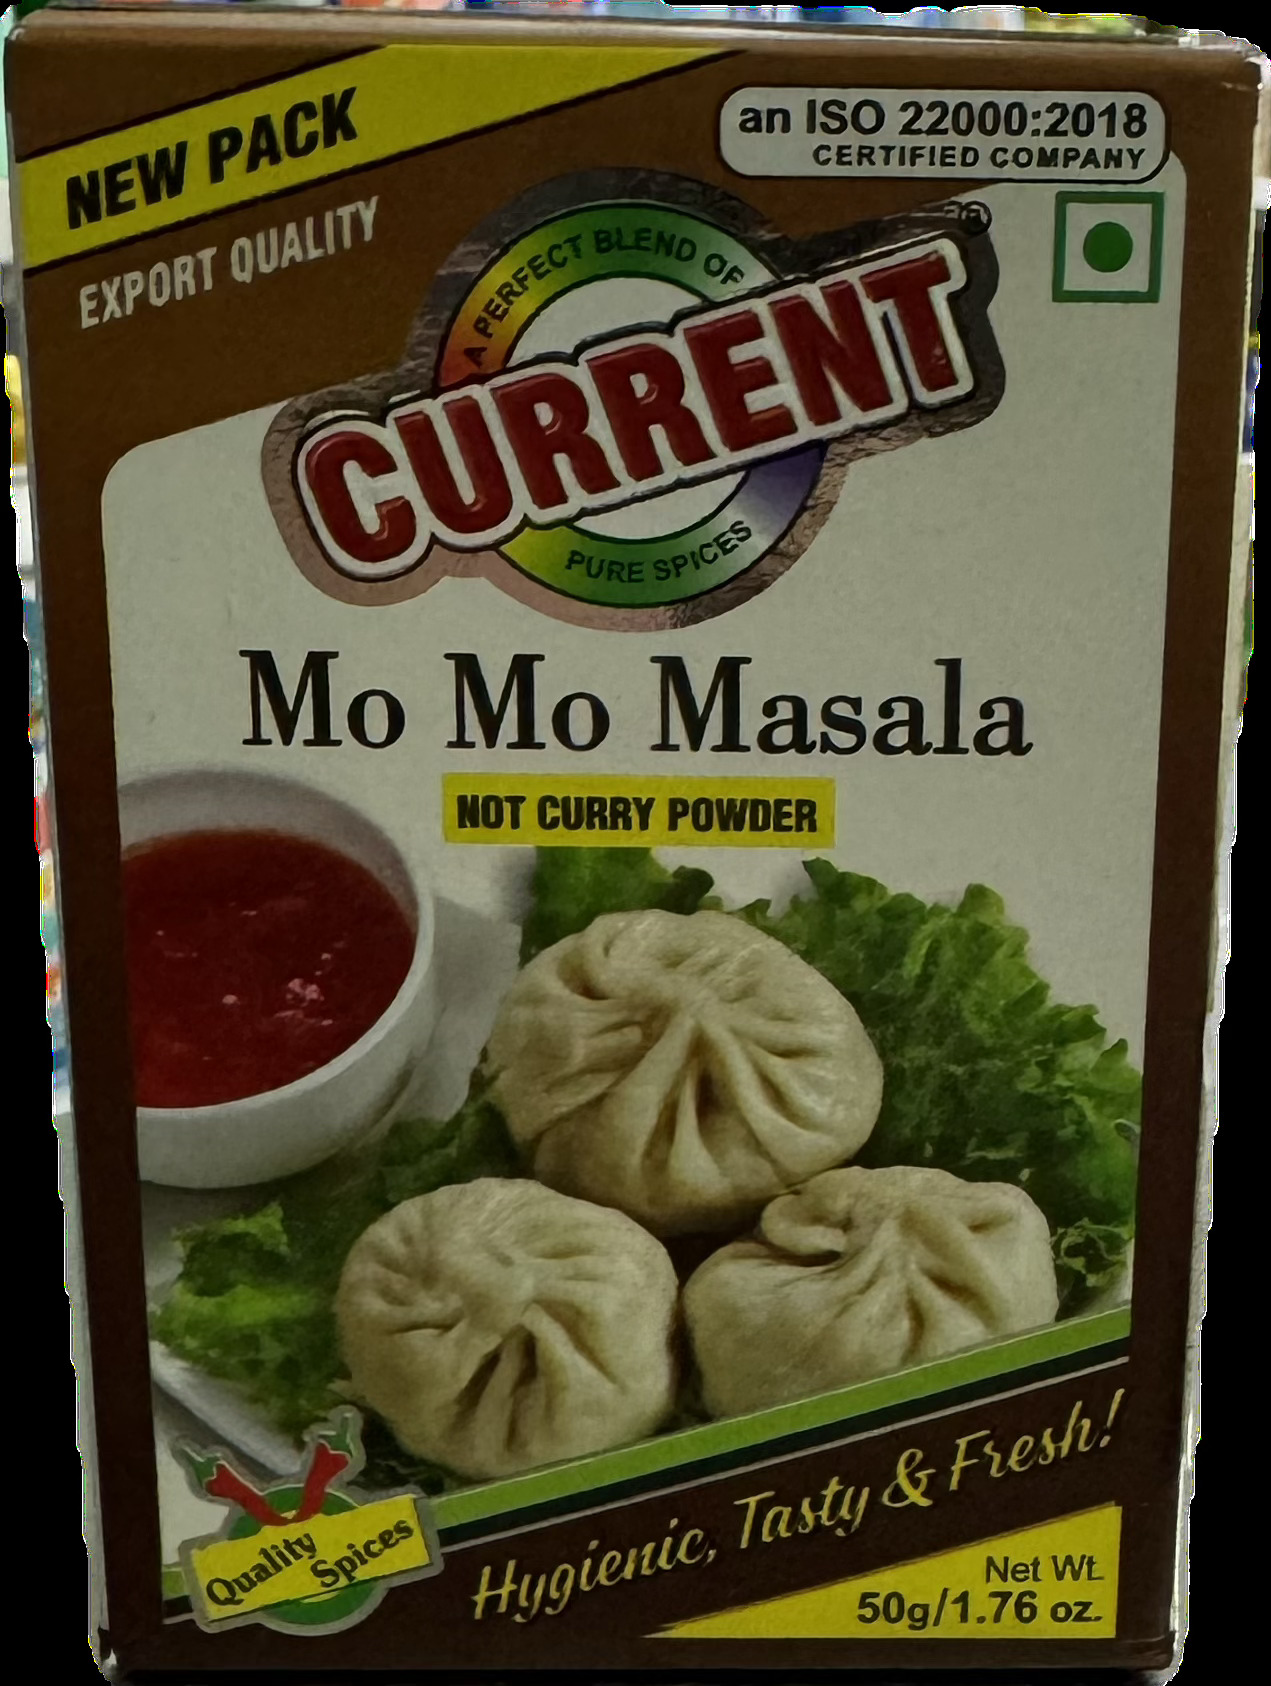 NEW PACK
EXPORT QUALITY
an ISO 22000:2018
CERTIFIED COMPANY
A PERFECT BLEND OF
CURRENT®
PURE SPICES
Mo Mo Masala
NOT CURRY POWDER
Quality
Spices
Hygienic, Tasty & Fresh!
Net Wt.
50g/1.76 oz.